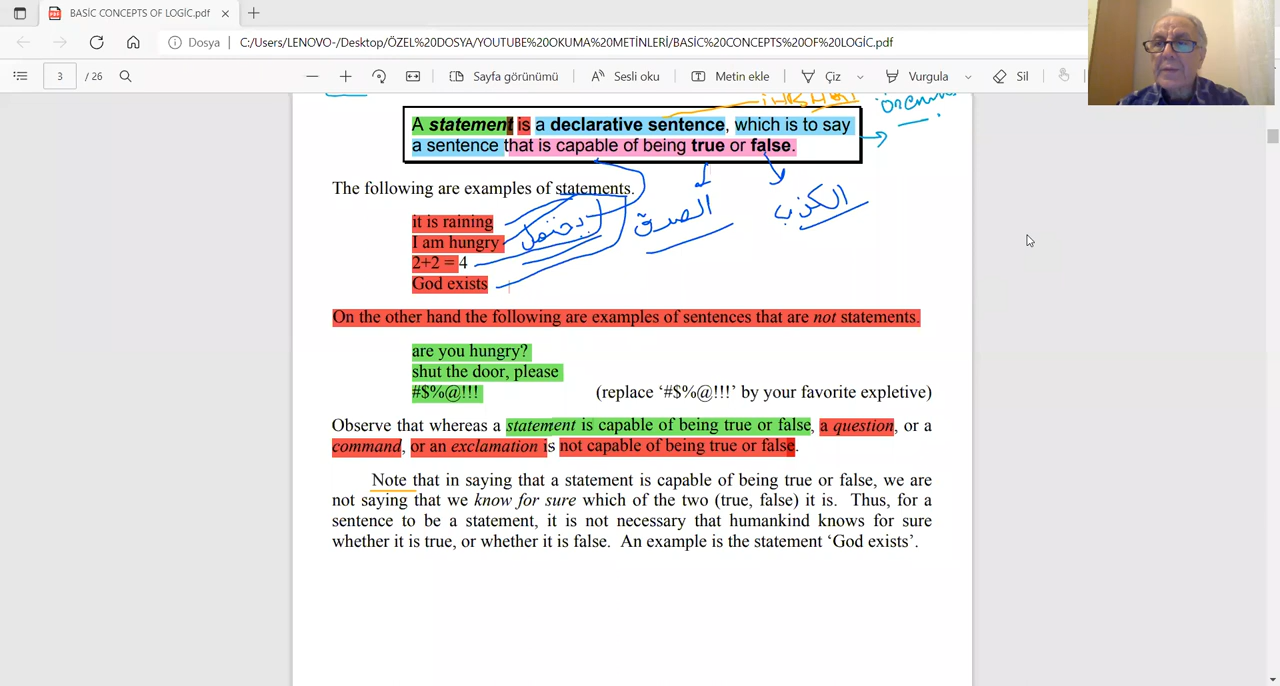 BASİC CONCEPTS OF LOGİC.pdf
Dosya
C:/Users/LENOVO-/Desktop/ÖZEL%20DOSYA/YOUTUBE%20OKUMA%20METİNLERİ/BASİC%20CONCEPTS%20OF%20LOGİC.pdf
3 / 26
Sayfa görünümü
Sesli oku
Metin ekle
Çiz
Vurgula
Sil
A statement is a declarative sentence, which is to say
a sentence that is capable of being true or false.
The following are examples of statements.
it is raining
I am hungry
2+2 = 4
God exists
يحتمل
الصدق
الكذب
On the other hand the following are examples of sentences that are not statements.
are you hungry?
shut the door, please
#$%@!!! (replace ‘#$%@!!!’ by your favorite expletive)
Observe that whereas a statement is capable of being true or false, a question, or a
command, or an exclamation is not capable of being true or false.
Note that in saying that a statement is capable of being true or false, we are
not saying that we know for sure which of the two (true, false) it is. Thus, for a
sentence to be a statement, it is not necessary that humankind knows for sure
whether it is true, or whether it is false. An example is the statement ‘God exists’.